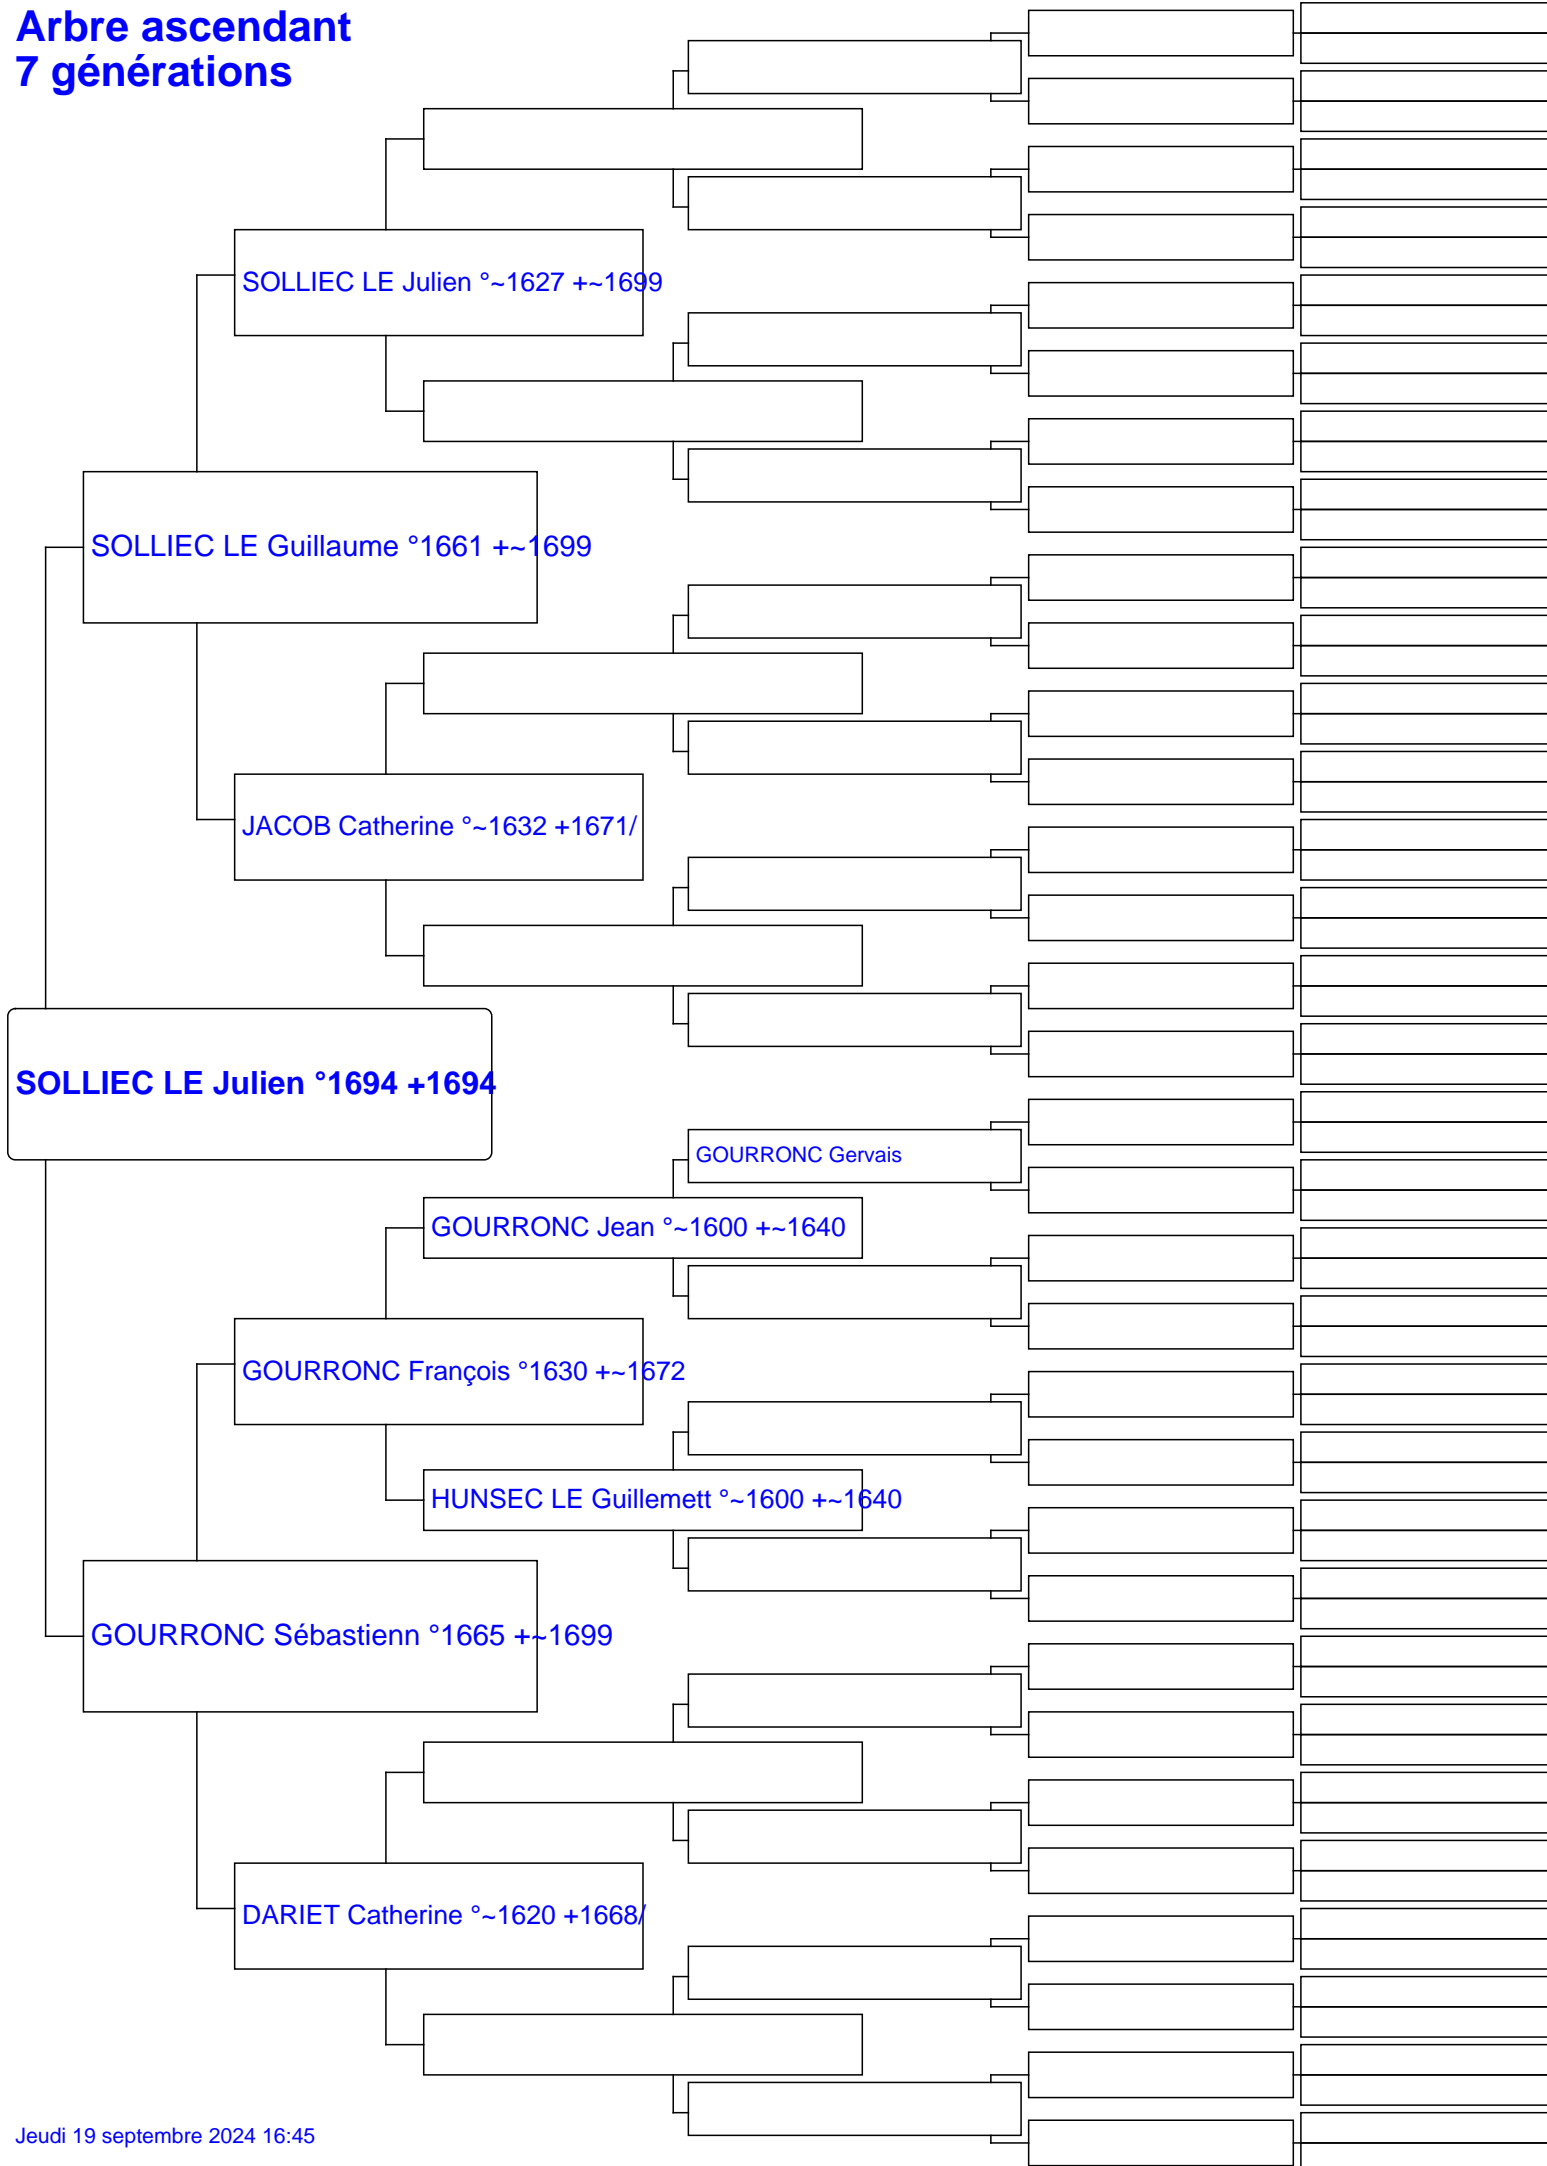 Arbre ascendant
7 générations
SOLLIEC LE Julien °~1627 +~1699
SOLLIEC LE Guillaume °1661 +~1699
JACOB Catherine °~1632 +1671/
SOLLIEC LE Julien °1694 +1694
GOURRONC Gervais
GOURRONC Jean °~1600 +~1640
GOURRONC François °1630 +~1672
HUNSEC LE Guillemett °~1600 +~1640
GOURRONC Sébastienn °1665 +~1699
DARIET Catherine °~1620 +1668/
Jeudi 19 septembre 2024 16:45